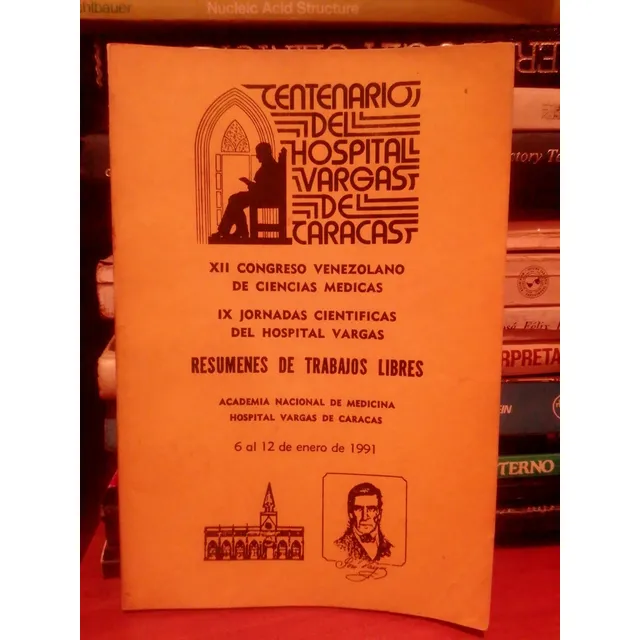 Nucleic Acid Structure
CENTENARIO
DEL
HOSPITAL
VARGAS
DE
CARACAS
XII CONGRESO VENEZOLANO
DE CIENCIAS MEDICAS
IX JORNADAS CIENTIFICAS
DEL HOSPITAL VARGAS
RESUMENES DE TRABAJOS LIBRES
ACADEMIA NACIONAL DE MEDICINA
HOSPITAL VARGAS DE CARACAS
6 al 12 de enero de 1991
José Vargas
TERNO